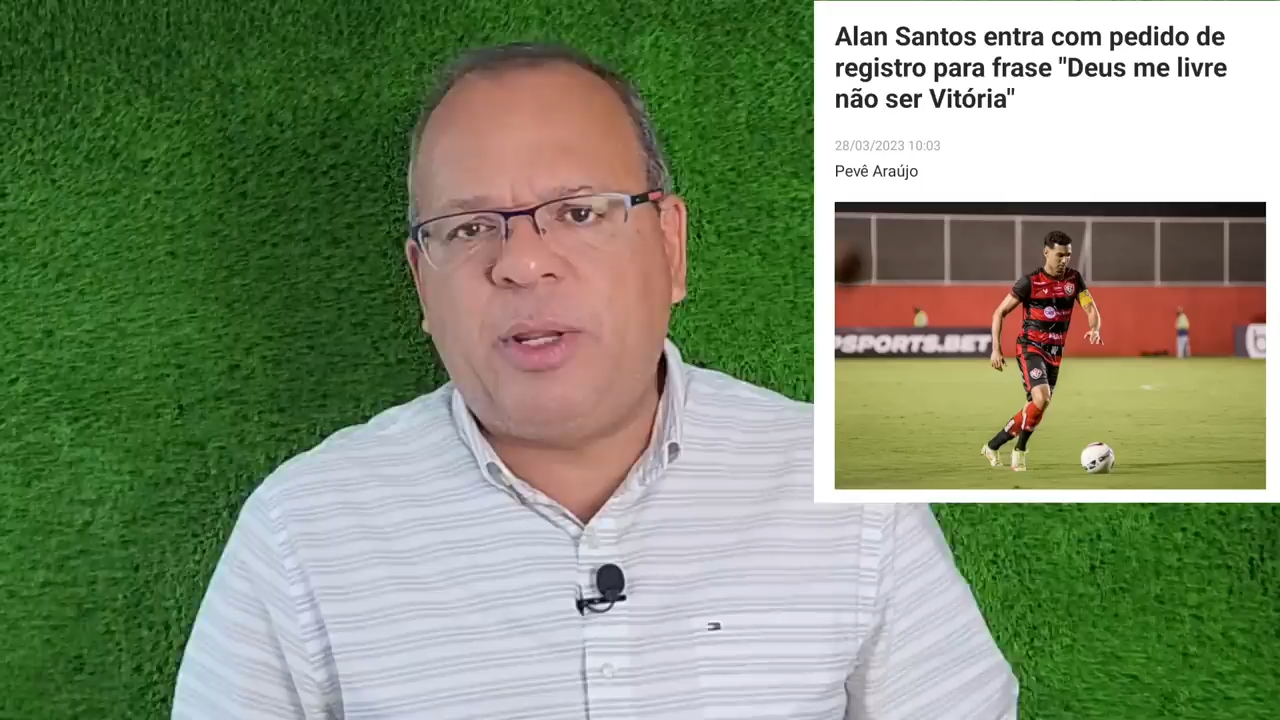 Alan Santos entra com pedido de
registro para frase "Deus me livre
não ser Vitória"
28/03/2023 10:03
Pevê Araújo
PSPORTS.BET